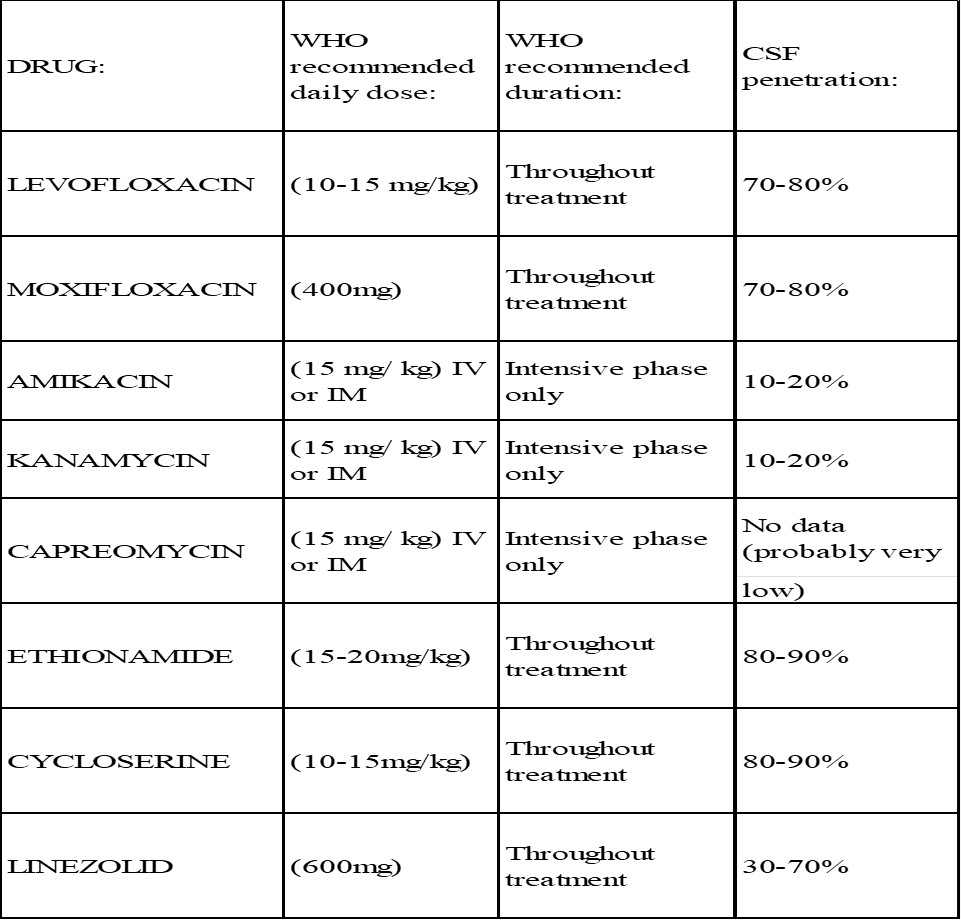 DRUG:
WHO
recommended
daily dose:
WHO
recommended
duration:
CSF
penetration:
LEVOFLOXACIN
(10-15 mg/kg)
Throughout
treatment
70-80%
MOXIFLOXACIN
(400mg)
Throughout
treatment
70-80%
AMIKACIN
(15 mg/ kg) IV
or IM
Intensive phase
only
10-20%
KANAMYCIN
(15 mg/ kg) IV
or IM
Intensive phase
only
10-20%
CAPREOMYCIN
(15 mg/ kg) IV
or IM
Intensive phase
only
No data
(probably very
low)
ETHIONAMIDE
(15-20mg/kg)
Throughout
treatment
80-90%
CYCLOSERINE
(10-15mg/kg)
Throughout
treatment
80-90%
LINEZOLID
(600mg)
Throughout
treatment
30-70%